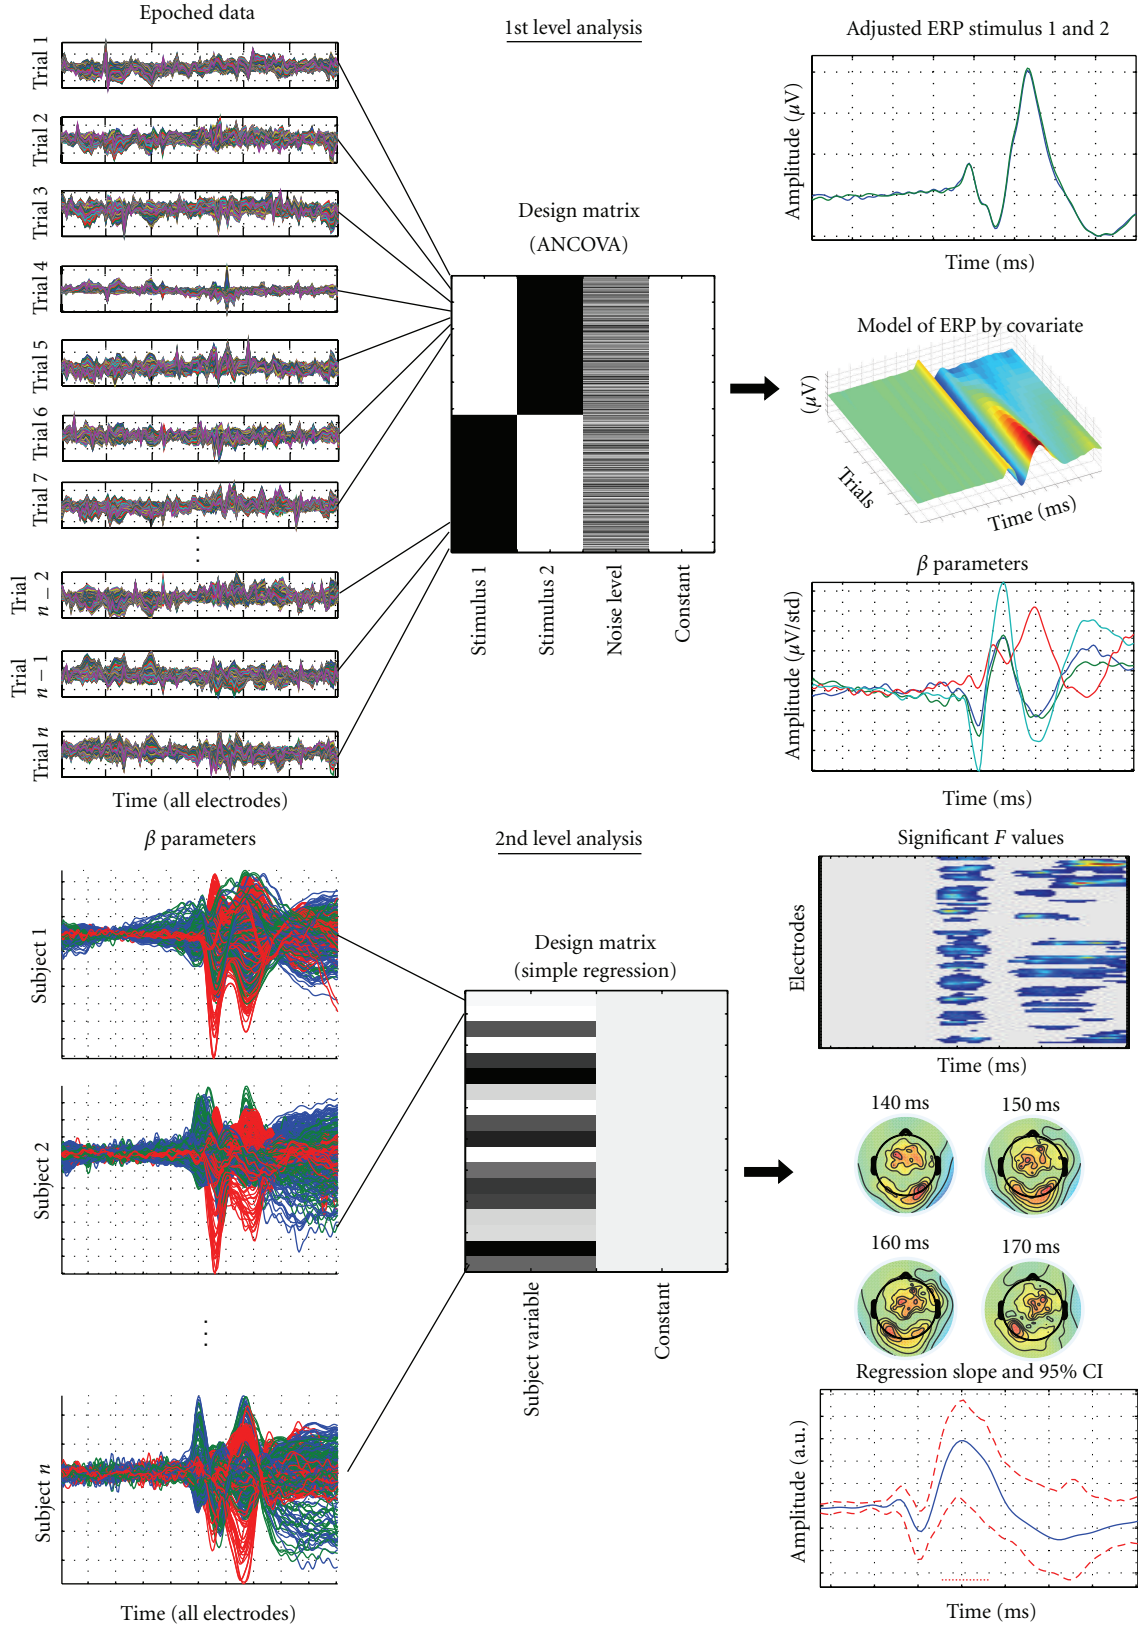 Epoched data
Trial 1
Trial 2
Trial 3
Trial 4
Trial 5
Trial 6
Trial 7
Trial
n − 2
Trial
n − 1
Trial n
Time (all electrodes)
1st level analysis
Design matrix
(ANCOVA)
Stimulus 1
Stimulus 2
Noise level
Constant
Adjusted ERP stimulus 1 and 2
Amplitude (μV)
Time (ms)
Model of ERP by covariate
(μV)
Trials
Time (ms)
β parameters
Amplitude (μV/std)
Time (ms)
β parameters
Subject 1
Subject 2
Subject n
Time (all electrodes)
2nd level analysis
Design matrix
(simple regression)
Subject variable
Constant
Significant F values
Electrodes
Time (ms)
140 ms
150 ms
160 ms
170 ms
Regression slope and 95% CI
Amplitude (a.u.)
Time (ms)